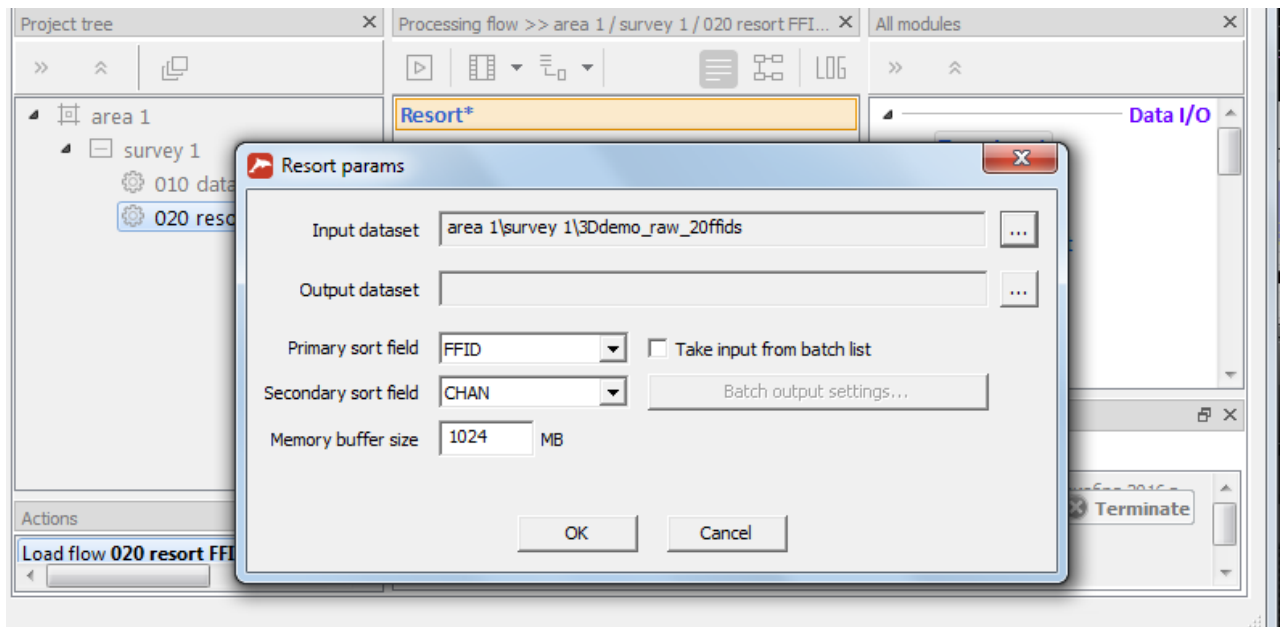 Project tree
Processing flow >> area 1 / survey 1 / 020 resort FFI...
All modules
LOG
area 1
Resort*
Data I/O
survey 1
010 data
020 reso
Resort params
Input dataset area 1\survey 1\3Ddemo_raw_20ffids ...
Output dataset ...
Primary sort field FFID Take input from batch list
Secondary sort field CHAN Batch output settings...
Memory buffer size 1024 MB
OK Cancel
Actions
Terminate
Load flow 020 resort FFI